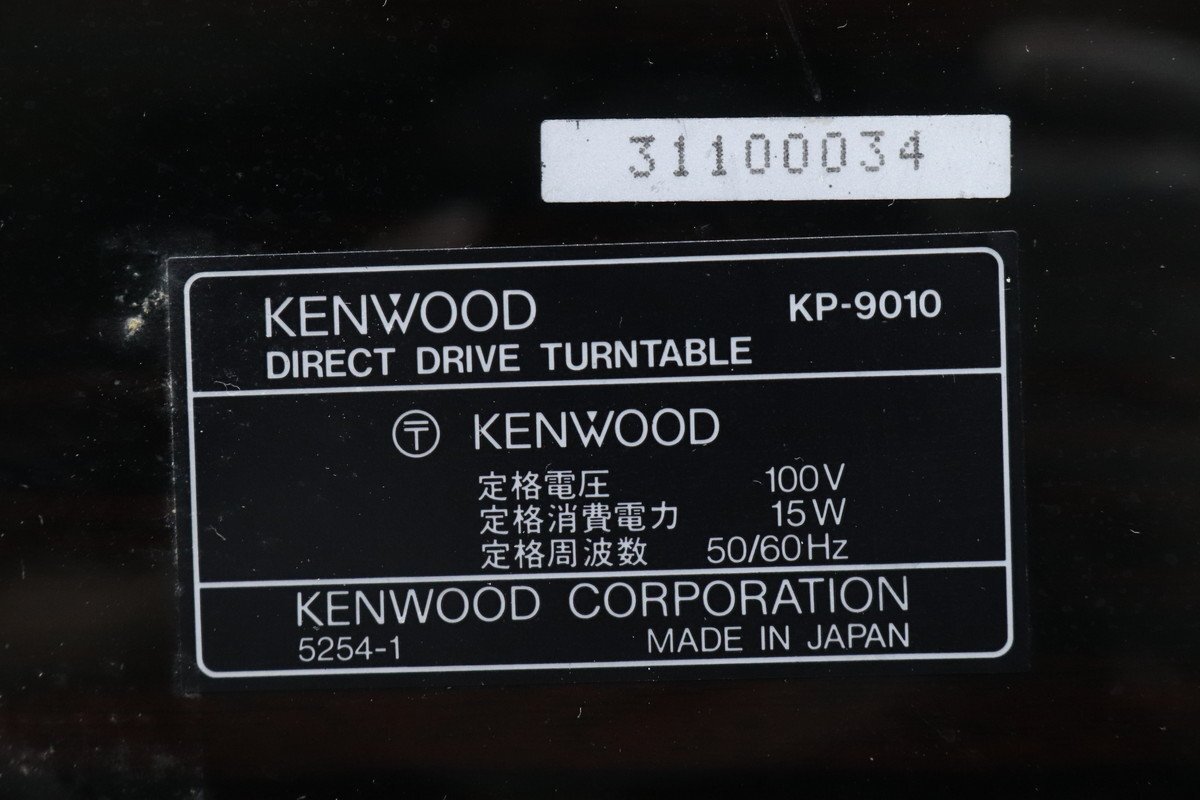 31100034
KENWOOD KP-9010
DIRECT DRIVE TURNTABLE
〶 KENWOOD
定格電圧 100V
定格消費電力 15W
定格周波数 50/60Hz
KENWOOD CORPORATION
5254-1 MADE IN JAPAN